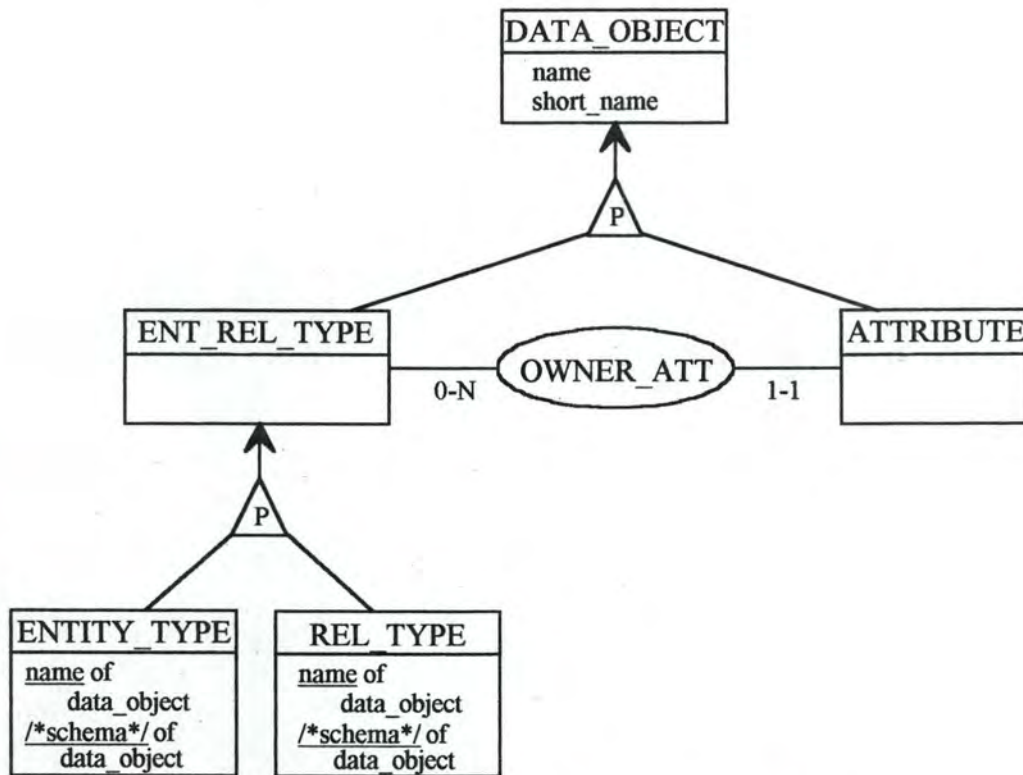 DATA_OBJECT
name
short_name
P
ENT_REL_TYPE
OWNER_ATT
ATTRIBUTE
0-N
1-1
P
ENTITY_TYPE
name of
data_object
/*schema*/ of
data_object
REL_TYPE
name of
data_object
/*schema*/ of
data_object